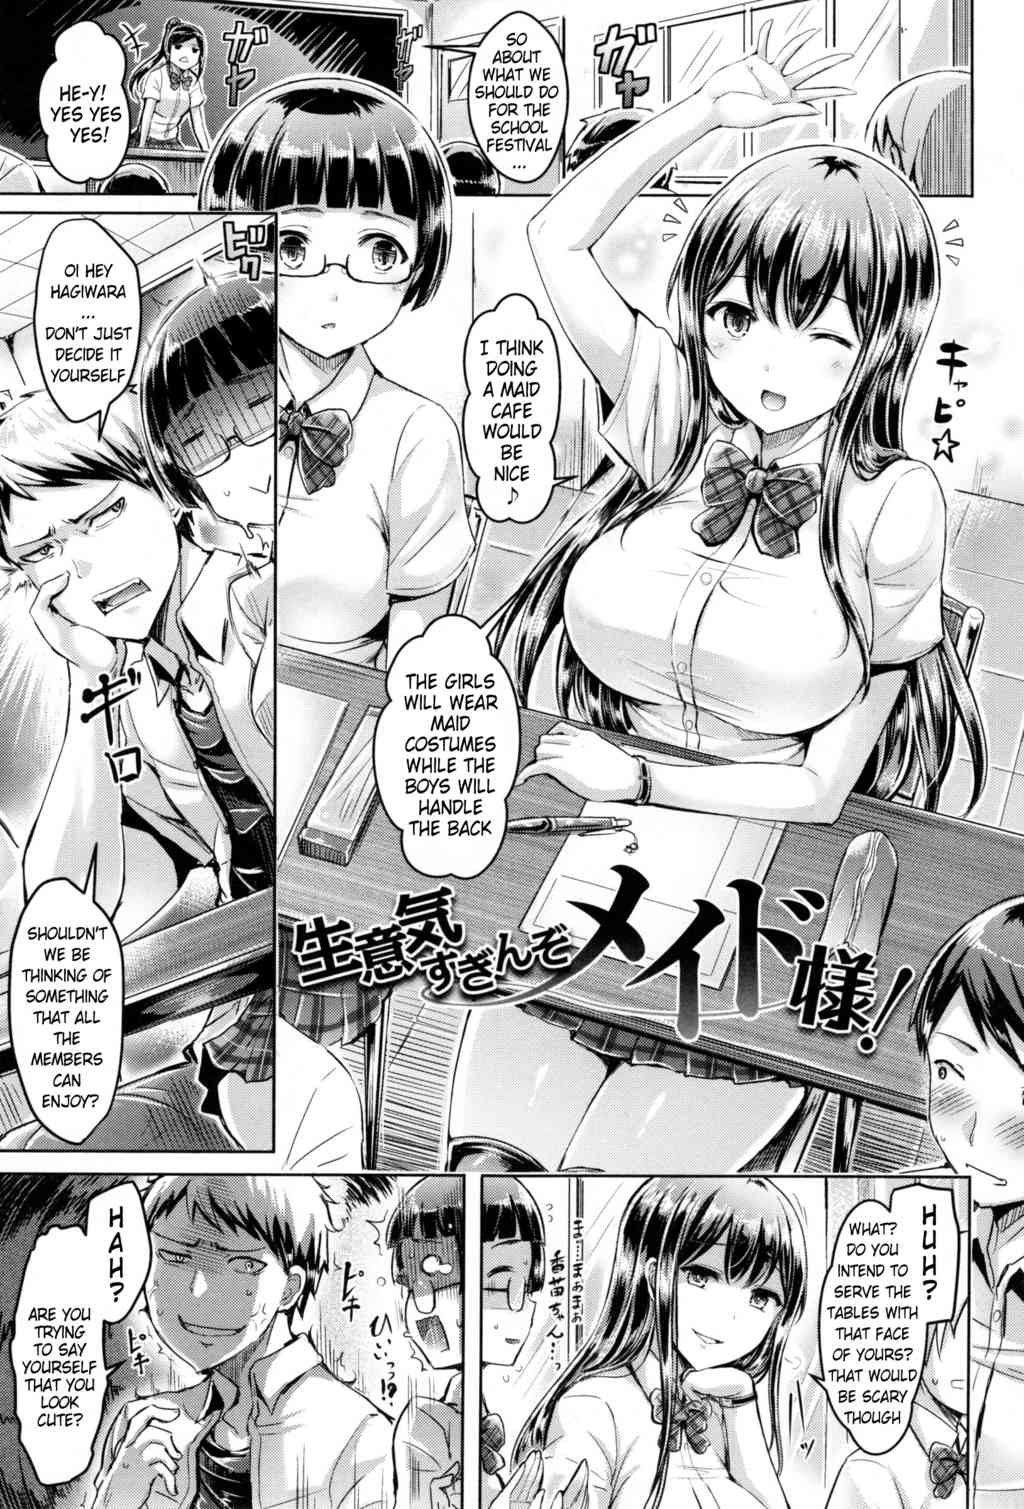 SO
ABOUT
WHAT WE
SHOULD DO
FOR THE
SCHOOL
FESTIVAL
...
HE-Y!
YES YES
YES!
ガヤ
ガヤ
I THINK
DOING
A MAID
CAFE
WOULD
BE
NICE
♪
キャピ☆
THE GIRLS
WILL WEAR
MAID
COSTUMES
WHILE THE
BOYS WILL
HANDLE
THE BACK
生意気すぎんぞメイド様!
OI HEY
HAGIWARA
...
DON'T JUST
DECIDE IT
YOURSELF
ビクッ
ギロ
SHOULDN'T
WE BE
THINKING OF
SOMETHING
THAT ALL
THE
MEMBERS
CAN
ENJOY?
HUH?
WHAT?
DO YOU
INTEND TO
SERVE THE
TABLES WITH
THAT FACE
OF YOURS?
THAT WOULD
BE SCARY
THOUGH
ま…まぁまぁ
香苗ちゃん…っ
ひぃっっ!?
ピキ
ピキ
HAH?
ARE YOU
TRYING
TO SAY
YOURSELF
THAT YOU
LOOK
CUTE?